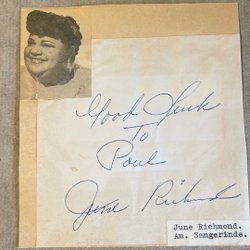 Good Luck
To
Poul
June Richmond
June Richmond.
Am. Sangerinde.